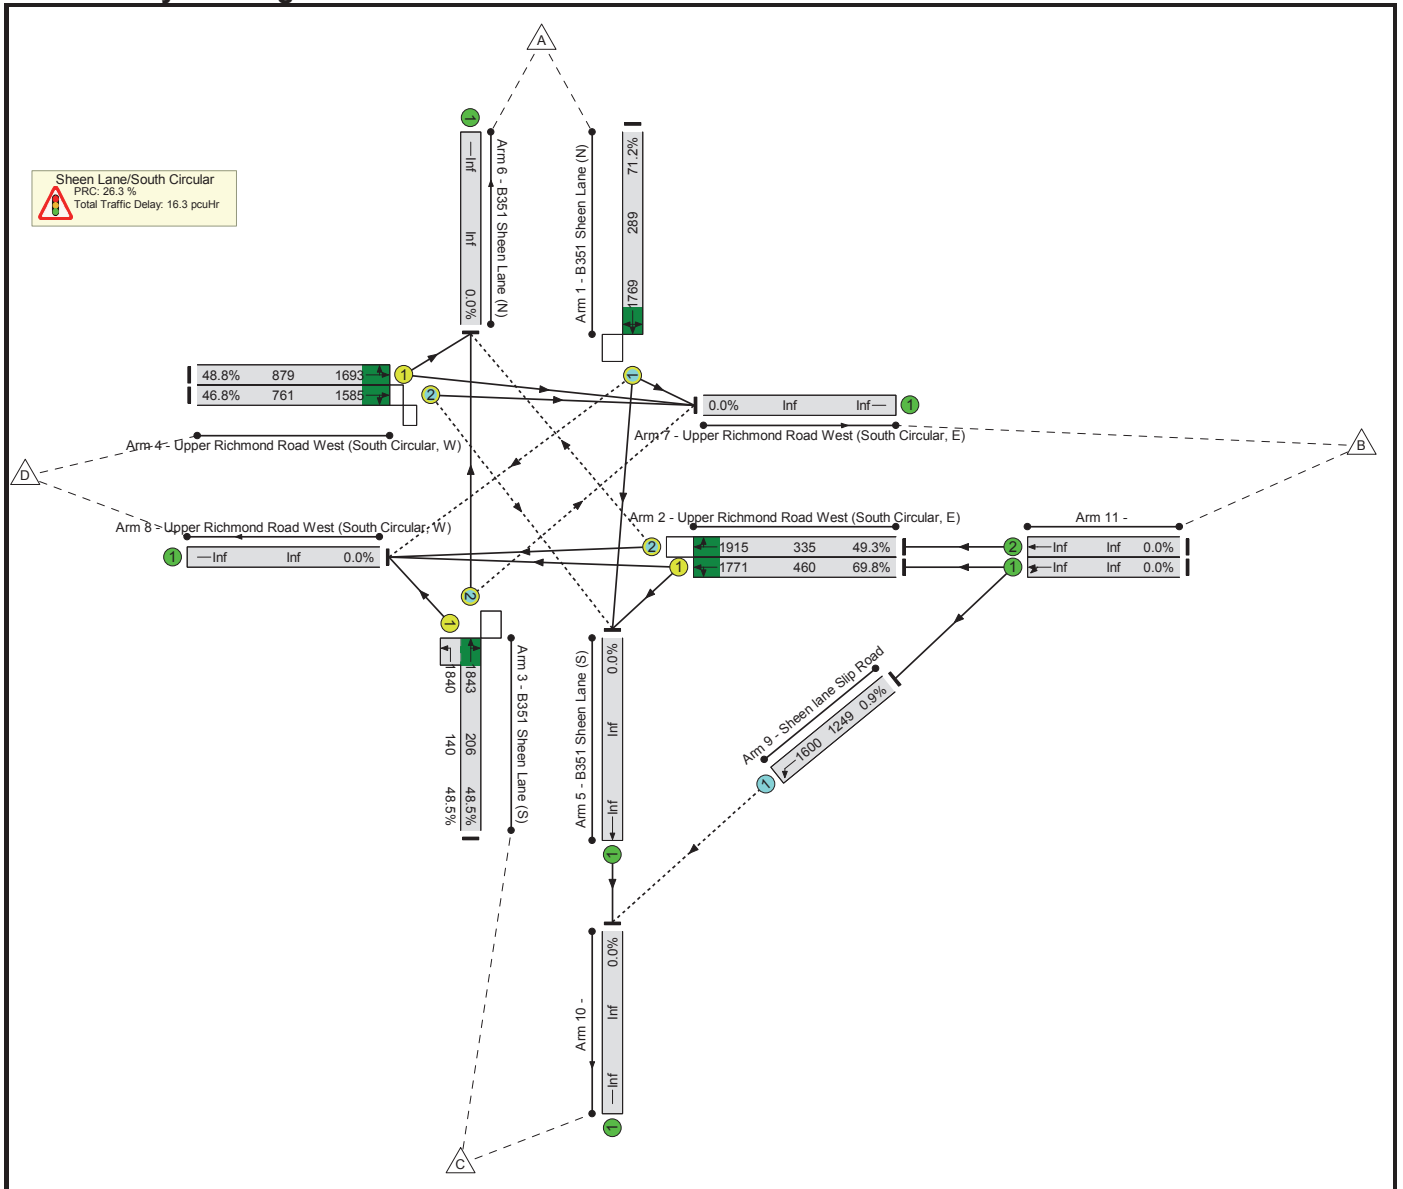 A
Sheen Lane/South Circular
PRC: 26.3 %
Total Traffic Delay: 16.3 pcuHr
1
Inf
Inf
0.0%
Arm 6 - B351 Sheen Lane (N)
Arm 1 - B351 Sheen Lane (N)
71.2%
289
1769
1
48.8% 879 1693
46.8% 761 1585
1
2
Arm 4 - Upper Richmond Road West (South Circular, W)
0.0% Inf Inf
1
Arm 7 - Upper Richmond Road West (South Circular, E)
B
D
Arm 8 - Upper Richmond Road West (South Circular, W)
1
Inf Inf 0.0%
Arm 2 - Upper Richmond Road West (South Circular, E)
2
1
1915 335 49.3%
1771 460 69.8%
Arm 11 -
2
1
Inf Inf 0.0%
Inf Inf 0.0%
2
1
1840 140 48.5%
1843 206 48.5%
Arm 3 - B351 Sheen Lane (S)
Arm 5 - B351 Sheen Lane (S)
0.0%
Inf
Inf
1
Arm 9 - Sheen lane Slip Road
1600 1249 0.9%
1
Arm 10 -
0.0%
Inf
Inf
1
C